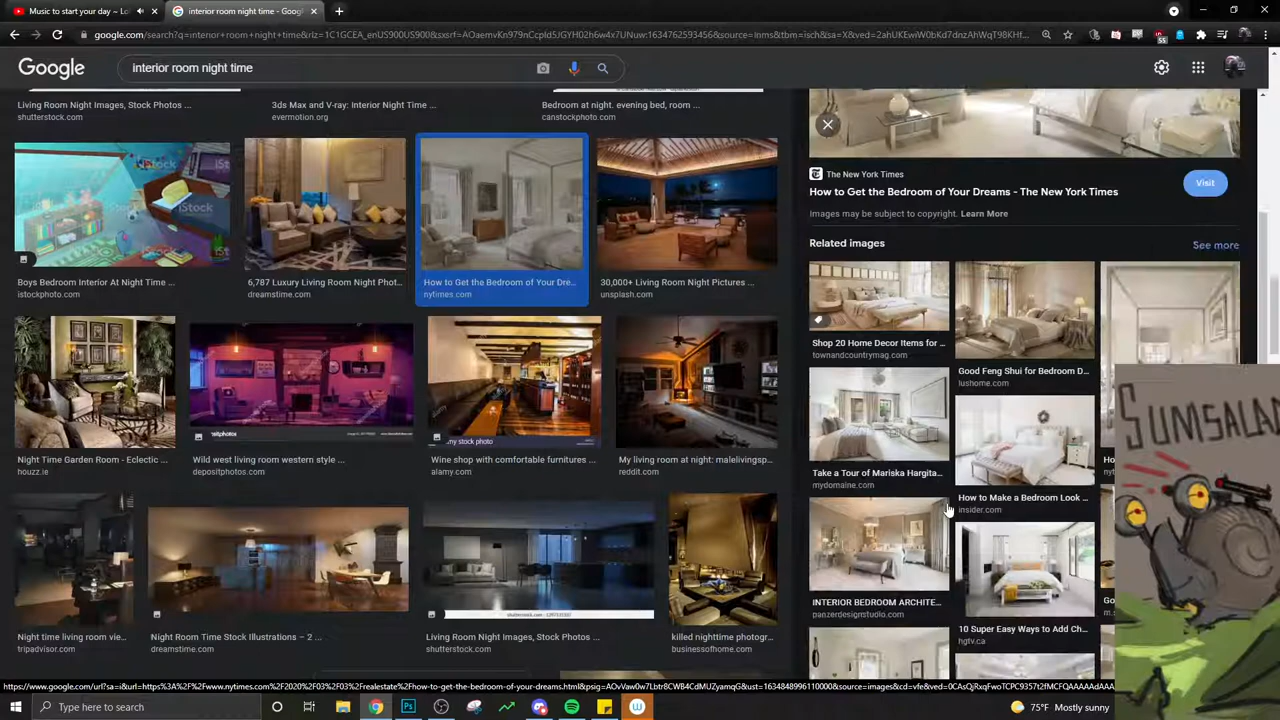 Music to start your day ~ Lo
interior room night time - Goog
google.com/search?q=interior+room+night+time&rlz=
Google
interior room night time
Living Room Night Images, Stock Photos ...
shutterstock.com
3ds Max and V-ray: Interior Night Time ...
evermotion.org
Bedroom at night. evening bed, room ...
canstockphoto.com
iStock
iStock
Boys Bedroom Interior At Night Time ...
istockphoto.com
6,787 Luxury Living Room Night Phot...
dreamstime.com
How to Get the Bedroom of Your Dre...
nytimes.com
30,000+ Living Room Night Pictures ...
unsplash.com
Night Time Garden Room - Eclectic ...
houzz.ie
Wild west living room western style ...
depositphotos.com
my stock photo
Wine shop with comfortable furnitures ...
alamy.com
My living room at night: malelivingsp...
reddit.com
Night time living room vie...
tripadvisor.com
Night Room Time Stock Illustrations – 2 ...
dreamstime.com
Living Room Night Images, Stock Photos ...
shutterstock.com
killed nighttime photogr...
businessofhome.com
The New York Times
How to Get the Bedroom of Your Dreams - The New York Times
Visit
Images may be subject to copyright. Learn More
Related images
See more
Shop 20 Home Decor Items for ...
townandcountrymag.com
Good Feng Shui for Bedroom D...
lushome.com
Take a Tour of Mariska Hargita...
mydomaine.com
How to Make a Bedroom Look ...
insider.com
INTERIOR BEDROOM ARCHITE...
panzerdesignstudio.com
10 Super Easy Ways to Add Ch...
hgtv.ca
SUMSALAD
Type here to search
75°F Mostly sunny